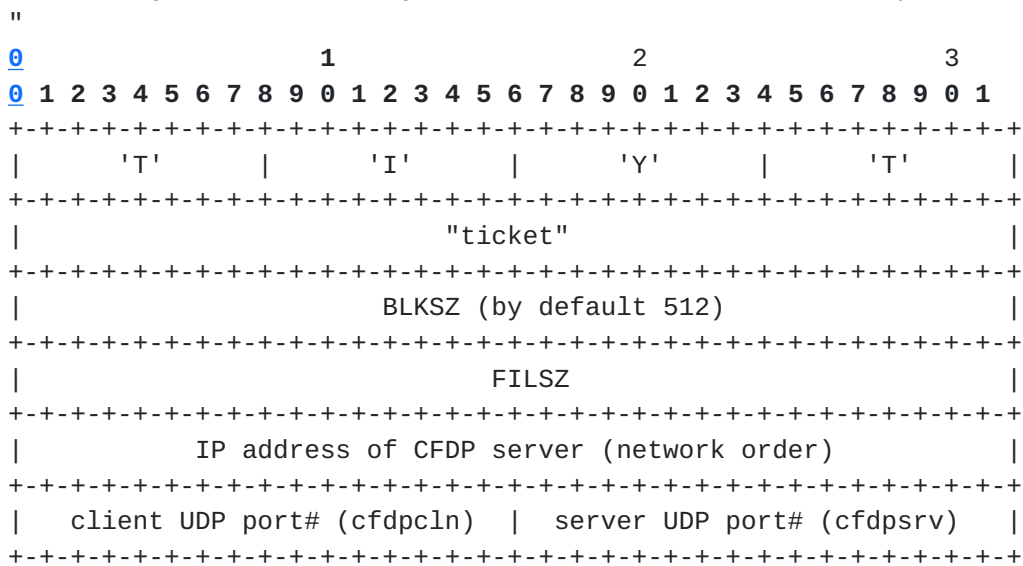 "
0                   1                   2                   3
0 1 2 3 4 5 6 7 8 9 0 1 2 3 4 5 6 7 8 9 0 1 2 3 4 5 6 7 8 9 0 1
+-+-+-+-+-+-+-+-+-+-+-+-+-+-+-+-+-+-+-+-+-+-+-+-+-+-+-+-+-+-+-+-+
|      'T'      |      'I'      |      'Y'      |      'T'      |
+-+-+-+-+-+-+-+-+-+-+-+-+-+-+-+-+-+-+-+-+-+-+-+-+-+-+-+-+-+-+-+-+
|                           "ticket"                            |
+-+-+-+-+-+-+-+-+-+-+-+-+-+-+-+-+-+-+-+-+-+-+-+-+-+-+-+-+-+-+-+-+
|                       BLKSZ (by default 512)                  |
+-+-+-+-+-+-+-+-+-+-+-+-+-+-+-+-+-+-+-+-+-+-+-+-+-+-+-+-+-+-+-+-+
|                              FILSZ                            |
+-+-+-+-+-+-+-+-+-+-+-+-+-+-+-+-+-+-+-+-+-+-+-+-+-+-+-+-+-+-+-+-+
|           IP address of CFDP server (network order)           |
+-+-+-+-+-+-+-+-+-+-+-+-+-+-+-+-+-+-+-+-+-+-+-+-+-+-+-+-+-+-+-+-+
|   client UDP port# (cfdpcln)  |  server UDP port# (cfdpsrv)   |
+-+-+-+-+-+-+-+-+-+-+-+-+-+-+-+-+-+-+-+-+-+-+-+-+-+-+-+-+-+-+-+-+